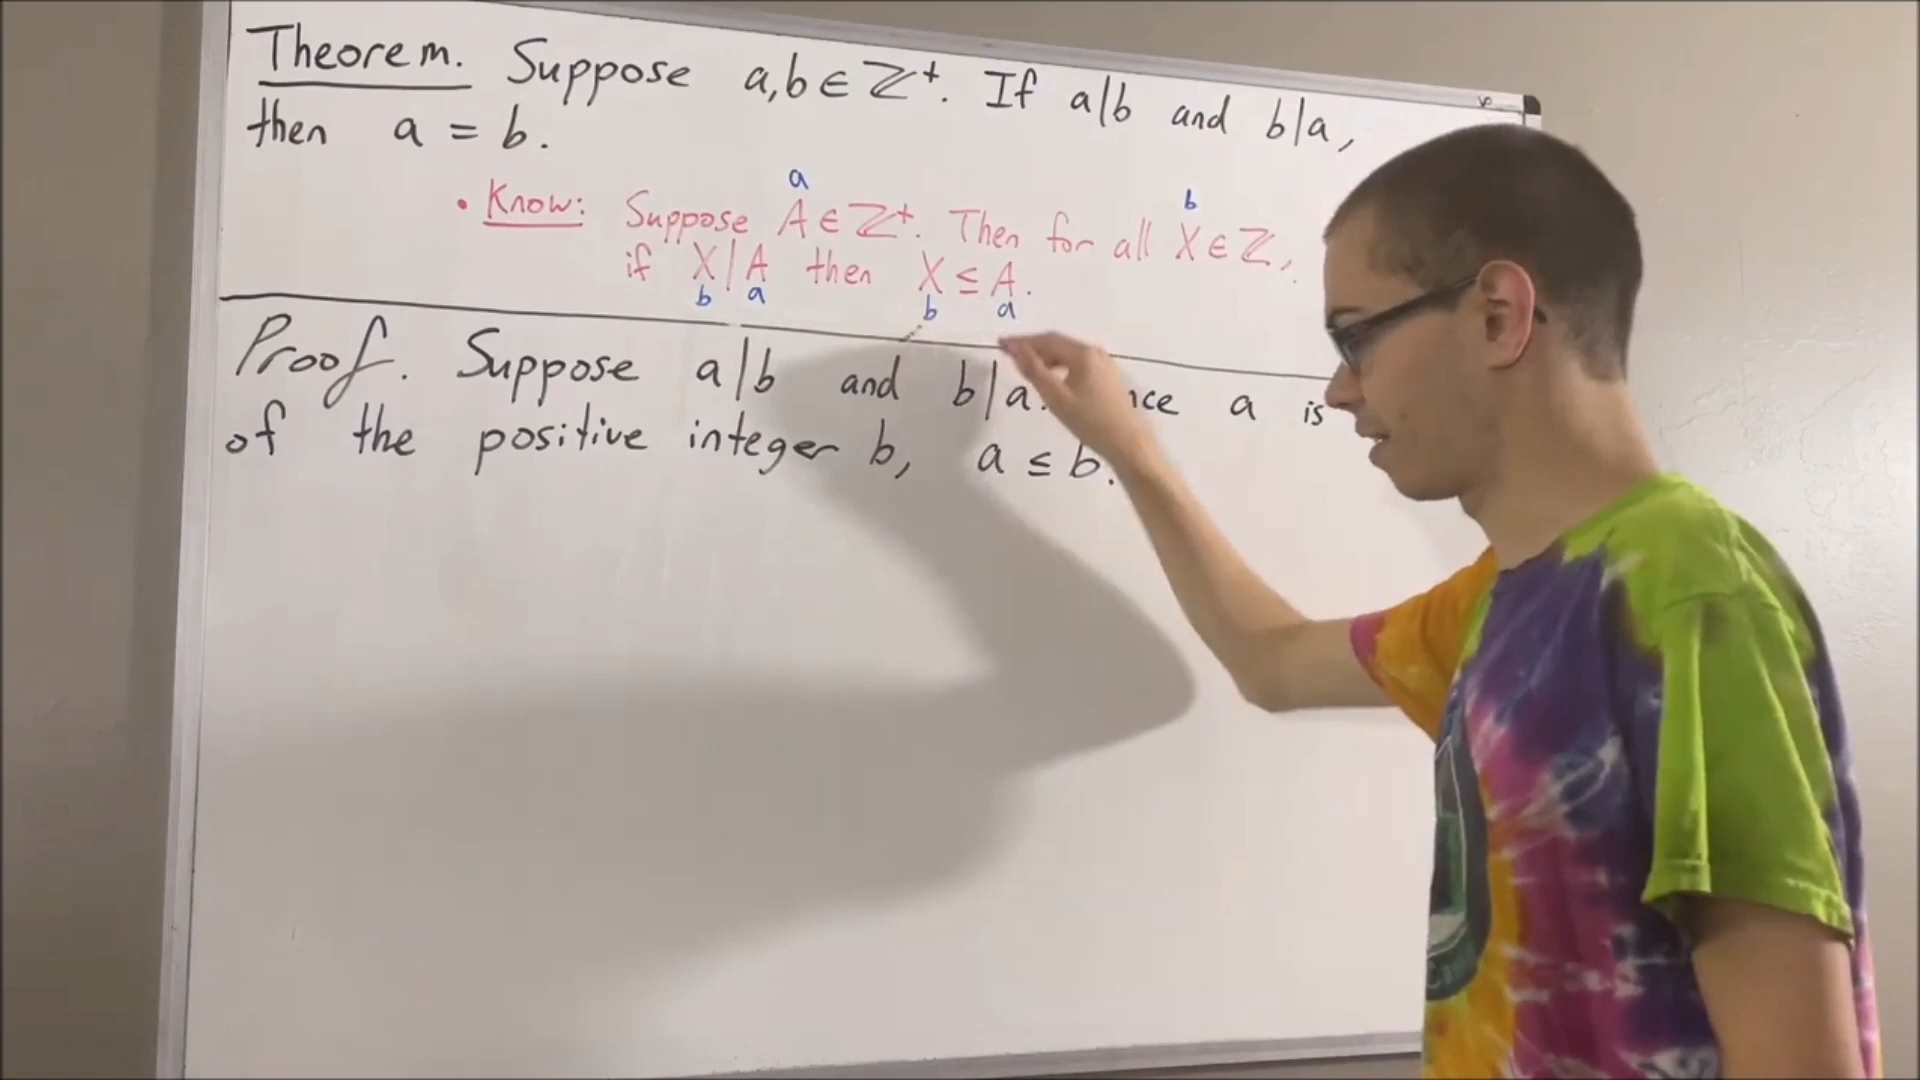 Theorem. Suppose a,b ∈ ℤ⁺. If a|b and b|a,
then a = b.
a b
• Know: Suppose A ∈ ℤ⁺. Then for all X ∈ ℤ,
if X|A then X ≤ A.
b a b a
Proof. Suppose a|b and b|a. a is
of the positive integer b, a ≤ b.